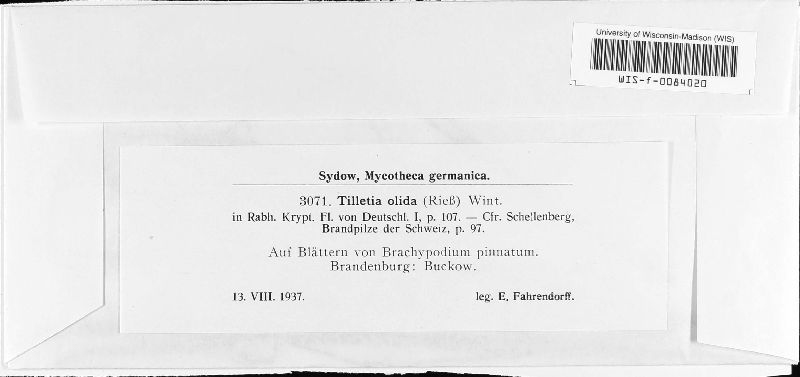 University of Wisconsin-Madison (WIS)
WIS-f-0084020
Sydow, Mycotheca germanica.
3071. Tilletia olida (Rieß) Wint.
in Rabh. Krypt. Fl. von Deutschl. I, p. 107. — Cfr. Schellenberg,
Brandpilze der Schweiz, p. 97.
Auf Blättern von Brachypodium pinnatum.
Brandenburg: Buckow.
13. VIII. 1937. leg. E. Fahrendorff.